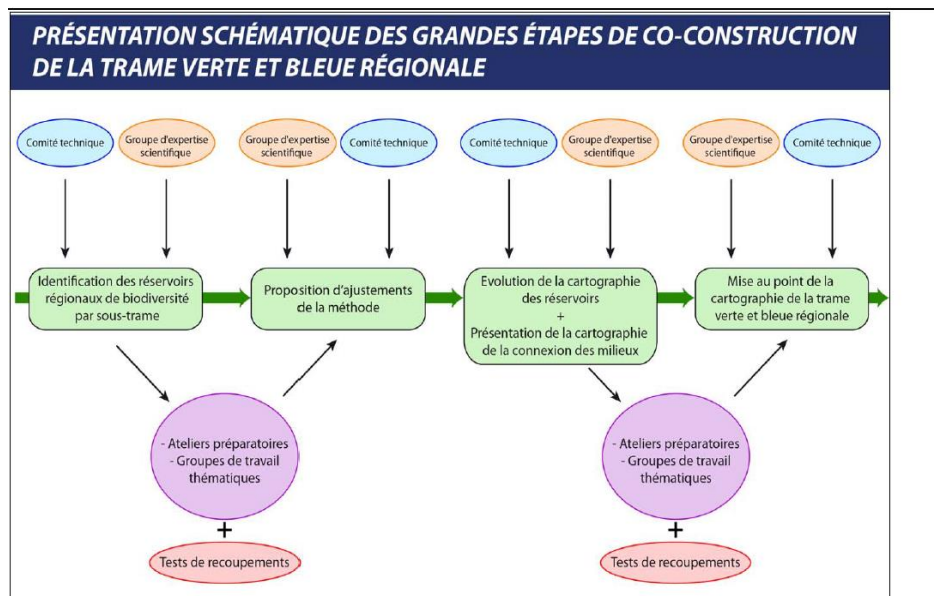 PRÉSENTATION SCHÉMATIQUE DES GRANDES ÉTAPES DE CO-CONSTRUCTION
DE LA TRAME VERTE ET BLEUE RÉGIONALE
Comité technique
Groupe d'expertise
scientifique
Groupe d'expertise
scientifique
Comité technique
Comité technique
Groupe d'expertise
scientifique
Groupe d'expertise
scientifique
Comité technique
Identification des réservoirs
régionaux de biodiversité
par sous-trame
Proposition d'ajustements
de la méthode
Evolution de la cartographie
des réservoirs
+
Présentation de la cartographie
de la connexion des milieux
Mise au point de la
cartographie de la trame
verte et bleue régionale
- Ateliers préparatoires
- Groupes de travail
thématiques
+
Tests de recoupements
- Ateliers préparatoires
- Groupes de travail
thématiques
+
Tests de recoupements